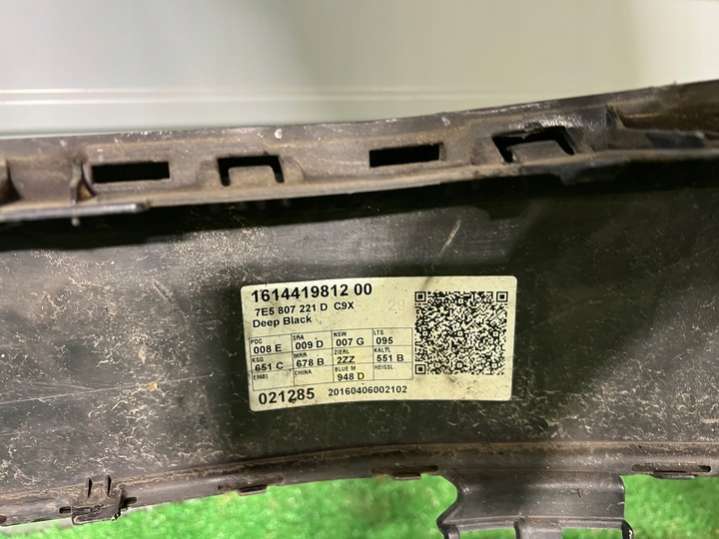 1614419812 00
7E5 807 221 D C9X
Deep Black
PDC SRA NSW LTS
008 E 009 D 007 G 095
KSG MKR ZIERL KALTL
651 C 678 B 2ZZ 551 B
CHINA BLUE M HEISSL
948 D
021285 20160406002102